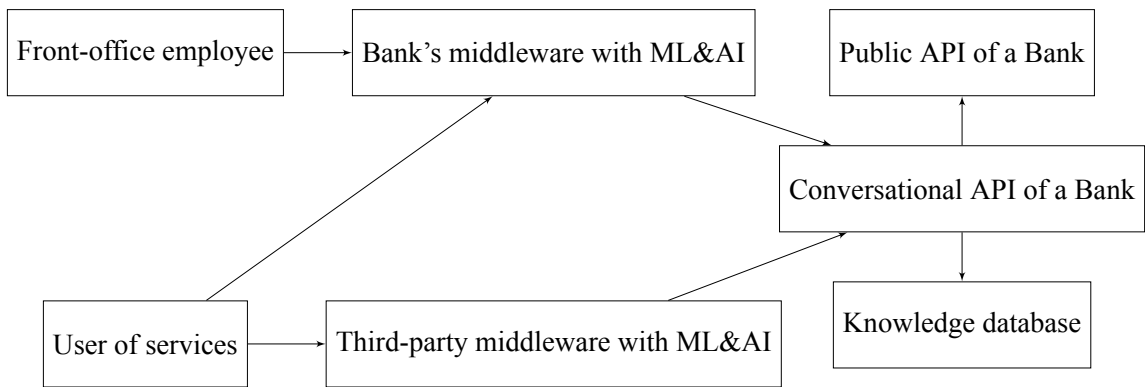 Front-office employee
Bank’s middleware with ML&AI
Public API of a Bank
Conversational API of a Bank
User of services
Third-party middleware with ML&AI
Knowledge database